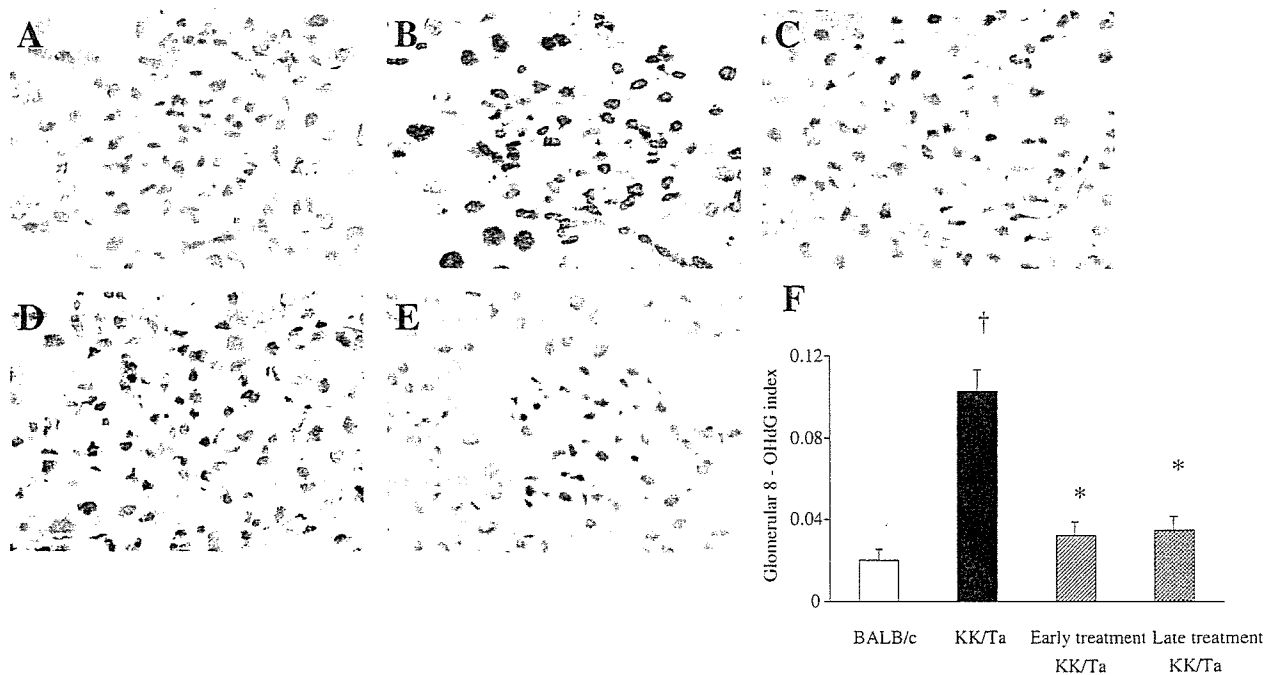 A
B
C
D
E
F
†
0.12
0.08
0.04
0
Glomerular 8 - OHdG index
*
*
BALB/c
KK/Ta
Early treatment
KK/Ta
Late treatment
KK/Ta